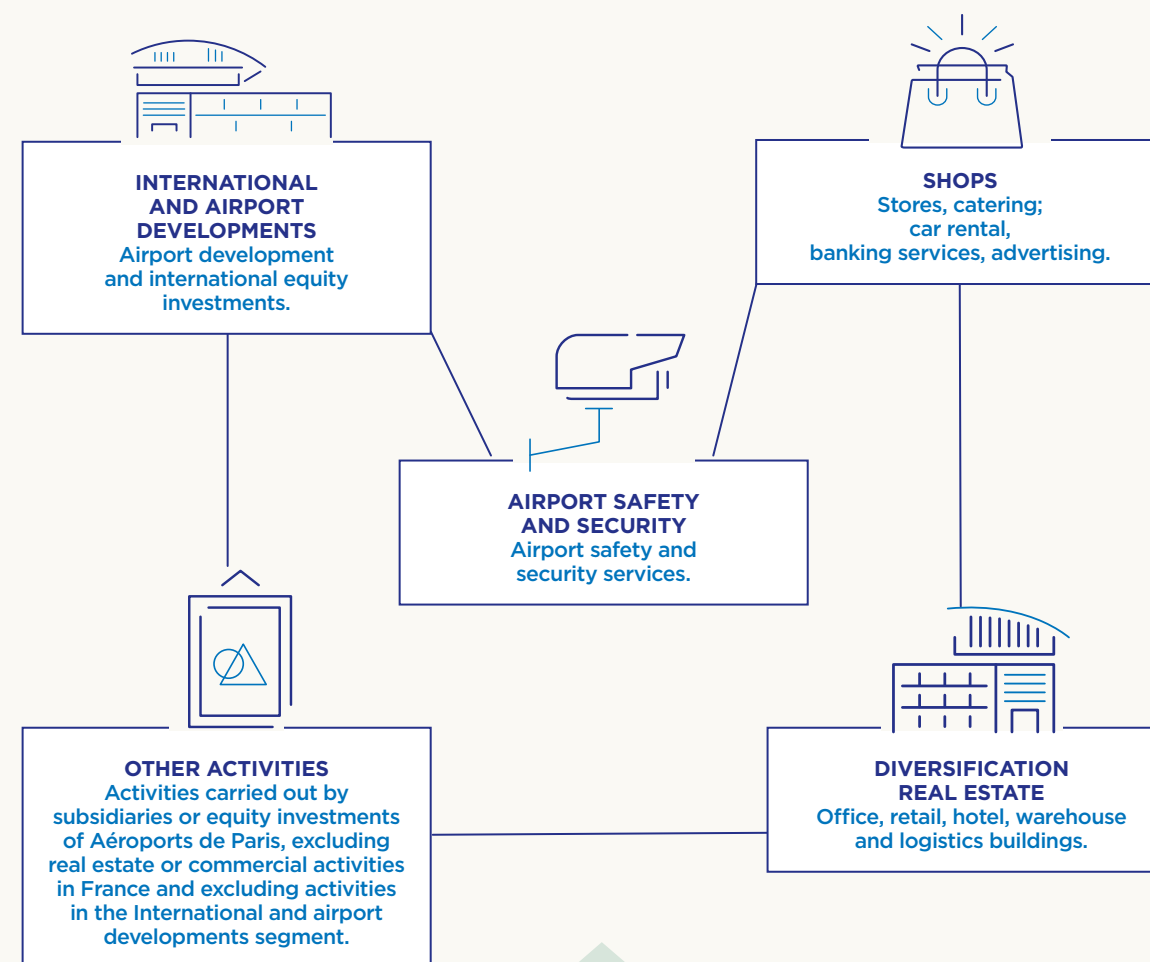 INTERNATIONAL
AND AIRPORT
DEVELOPMENTS
Airport development
and international equity
investments.
SHOPS
Stores, catering;
car rental,
banking services, advertising.
AIRPORT SAFETY
AND SECURITY
Airport safety and
security services.
OTHER ACTIVITIES
Activities carried out by
subsidiaries or equity investments
of Aéroports de Paris, excluding
real estate or commercial activities
in France and excluding activities
in the International and airport
developments segment.
DIVERSIFICATION
REAL ESTATE
Office, retail, hotel, warehouse
and logistics buildings.